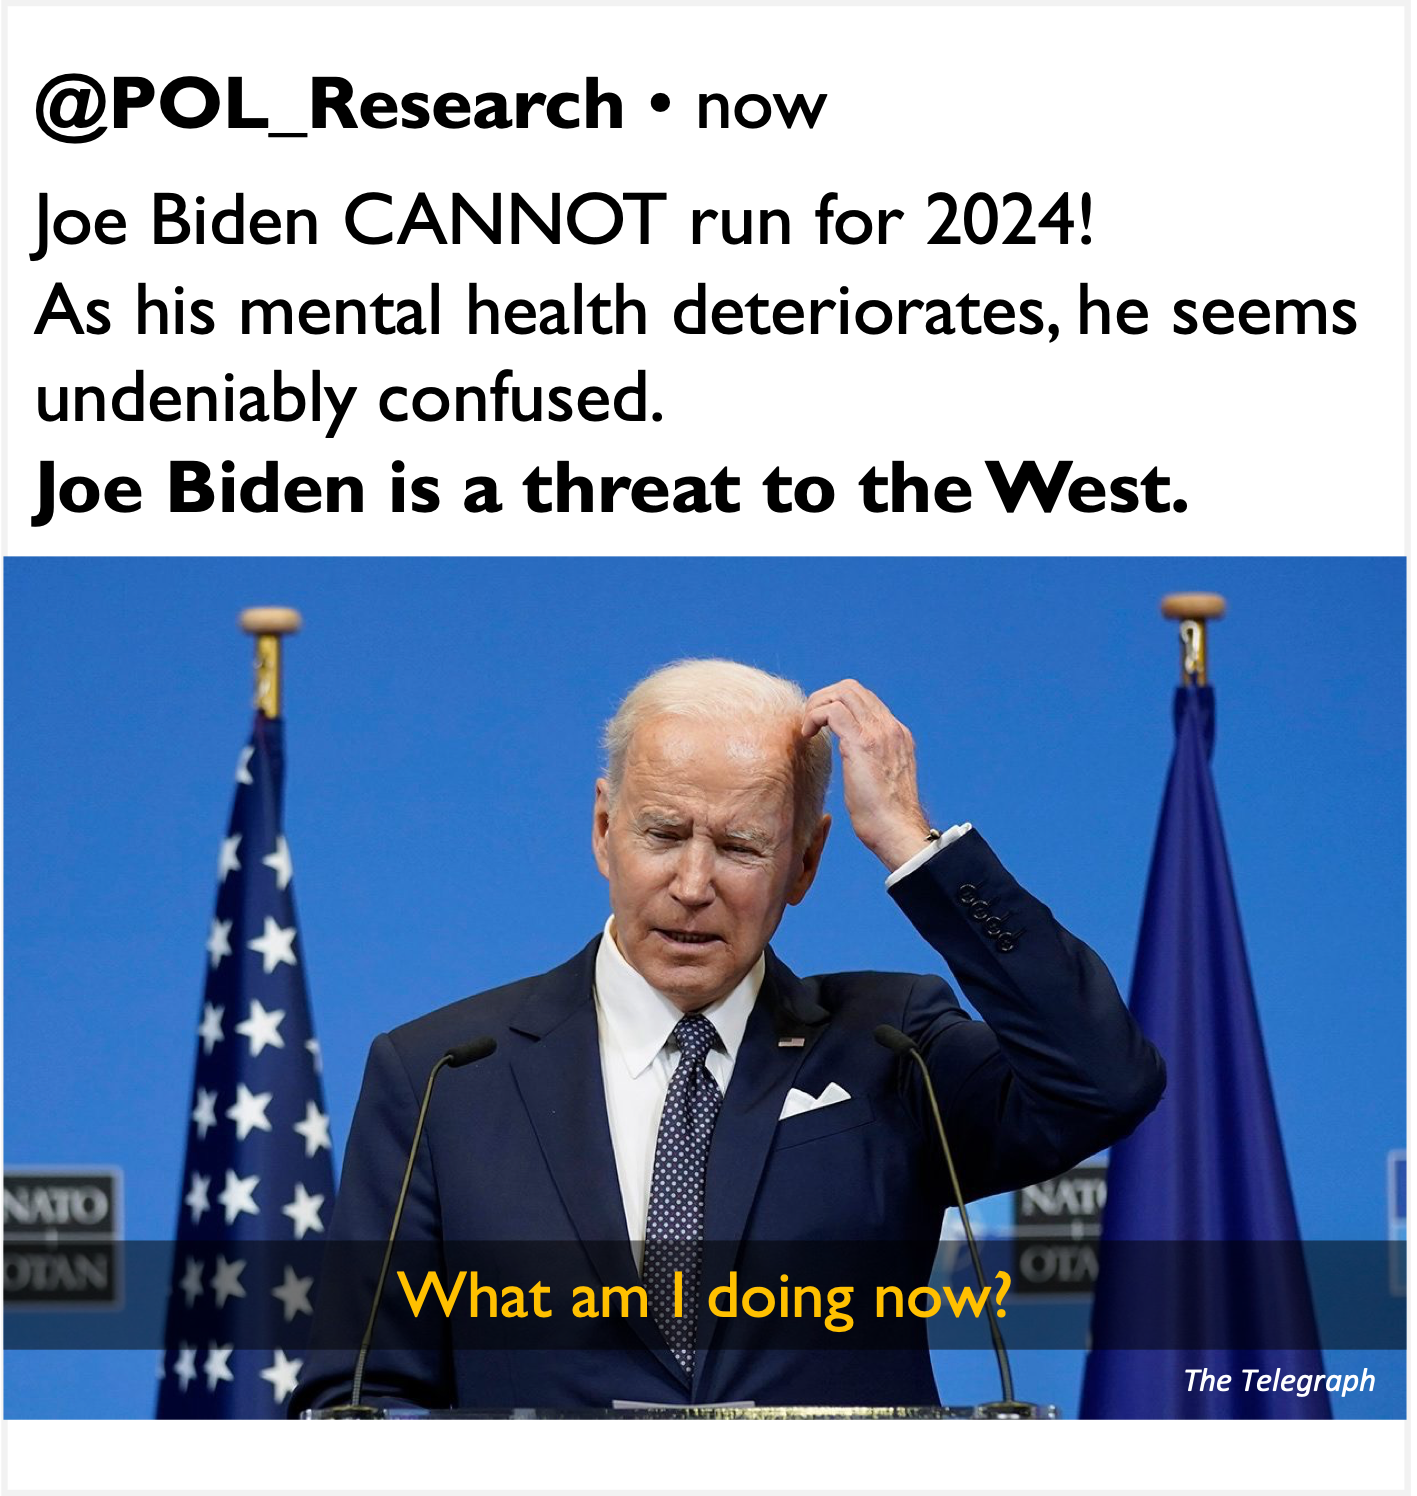 @POL_Research • now
Joe Biden CANNOT run for 2024!
As his mental health deteriorates, he seems
undeniably confused.
Joe Biden is a threat to the West.
NATO
OTAN
NATO
OTA
What am I doing now?
The Telegraph